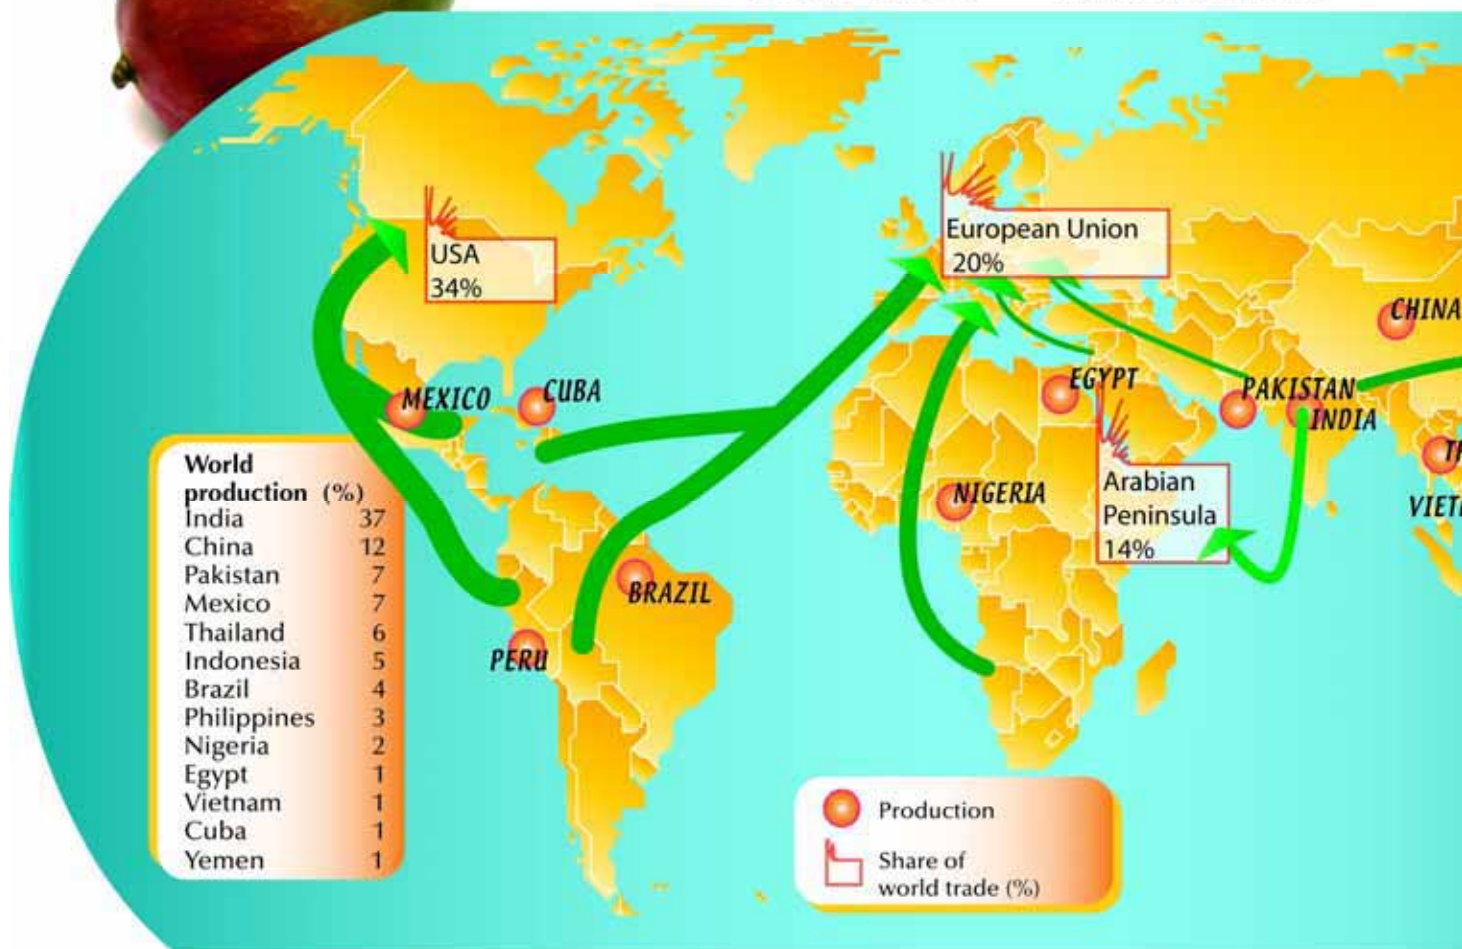 USA
34%
European Union
20%
CHINA
MEXICO
CUBA
EGYPT
PAKISTAN
INDIA
Arabian
Peninsula
14%
NIGERIA
BRAZIL
PERU
World
production (%)
India 37
China 12
Pakistan 7
Mexico 7
Thailand 6
Indonesia 5
Brazil 4
Philippines 3
Nigeria 2
Egypt 1
Vietnam 1
Cuba 1
Yemen 1
Production
Share of
world trade (%)